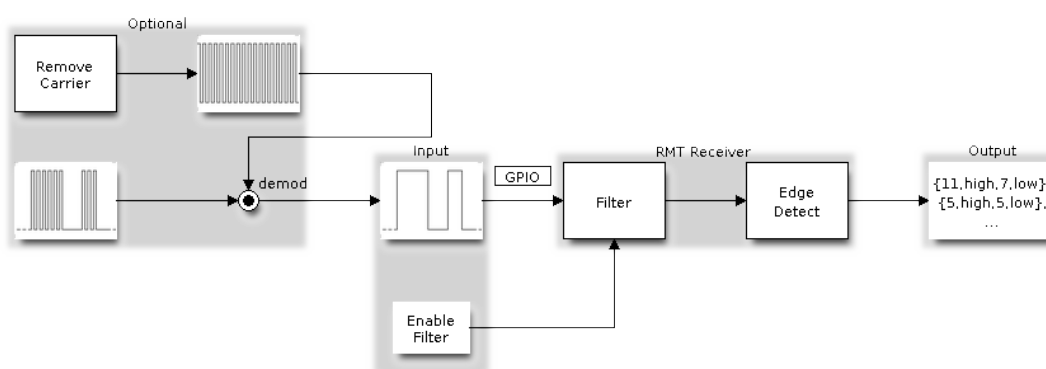 Optional
Remove
Carrier
demod
Input
GPIO
RMT Receiver
Filter
Edge
Detect
Output
{11,high,7,low}
{5,high,5,low},
...
Enable
Filter